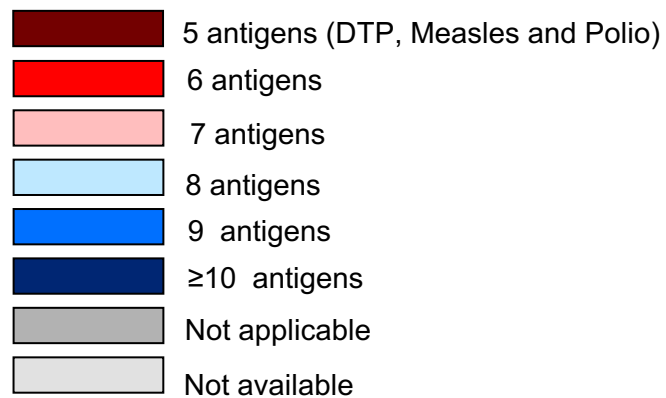 5 antigens (DTP, Measles and Polio)
6 antigens
7 antigens
8 antigens
9 antigens
≥10 antigens
Not applicable
Not available